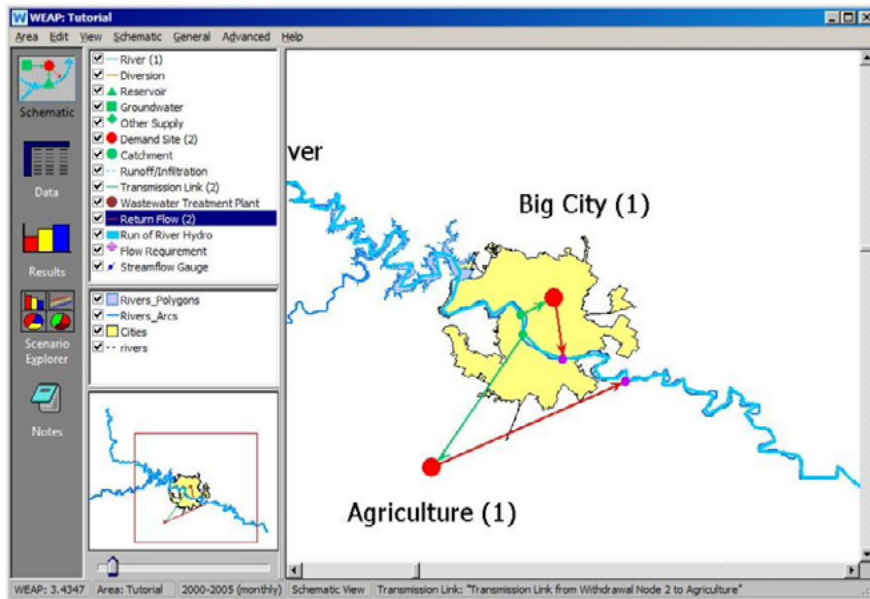 WEAP: Tutorial
Area Edit View Schematic General Advanced Help
Schematic
Data
Results
Scenario
Explorer
Notes
River (1)
Diversion
Reservoir
Groundwater
Other Supply
Demand Site (2)
Catchment
Runoff/Infiltration
Transmission Link (2)
Wastewater Treatment Plant
Return Flow (2)
Run of River Hydro
Flow Requirement
Streamflow Gauge
Rivers_Polygons
Rivers_Arcs
Cities
rivers
ver
Big City (1)
Agriculture (1)
WEAP: 3.4347 Area: Tutorial 2000-2005 (monthly) Schematic View Transmission Link: "Transmission Link from Withdrawal Node 2 to Agriculture"